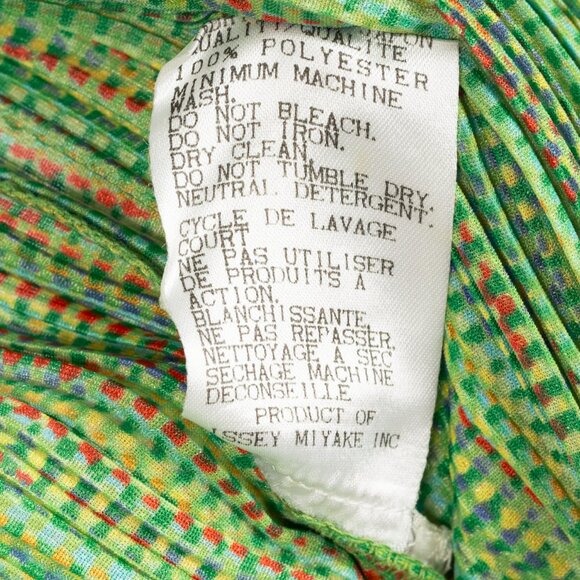 QUALITY/QUALITE
100% POLYESTER
MINIMUM MACHINE
WASH.
DO NOT BLEACH.
DO NOT IRON.
DRY CLEAN.
DO NOT TUMBLE DRY.
NEUTRAL DETERGENT.
CYCLE DE LAVAGE
COURT
NE PAS UTILISER
DE PRODUITS A
ACTION.
BLANCHISSANTE.
NE PAS REPASSER.
NETTOYAGE A SEC
SECHAGE MACHINE
DECONSEILLE
PRODUCT OF
ISSEY MIYAKE INC